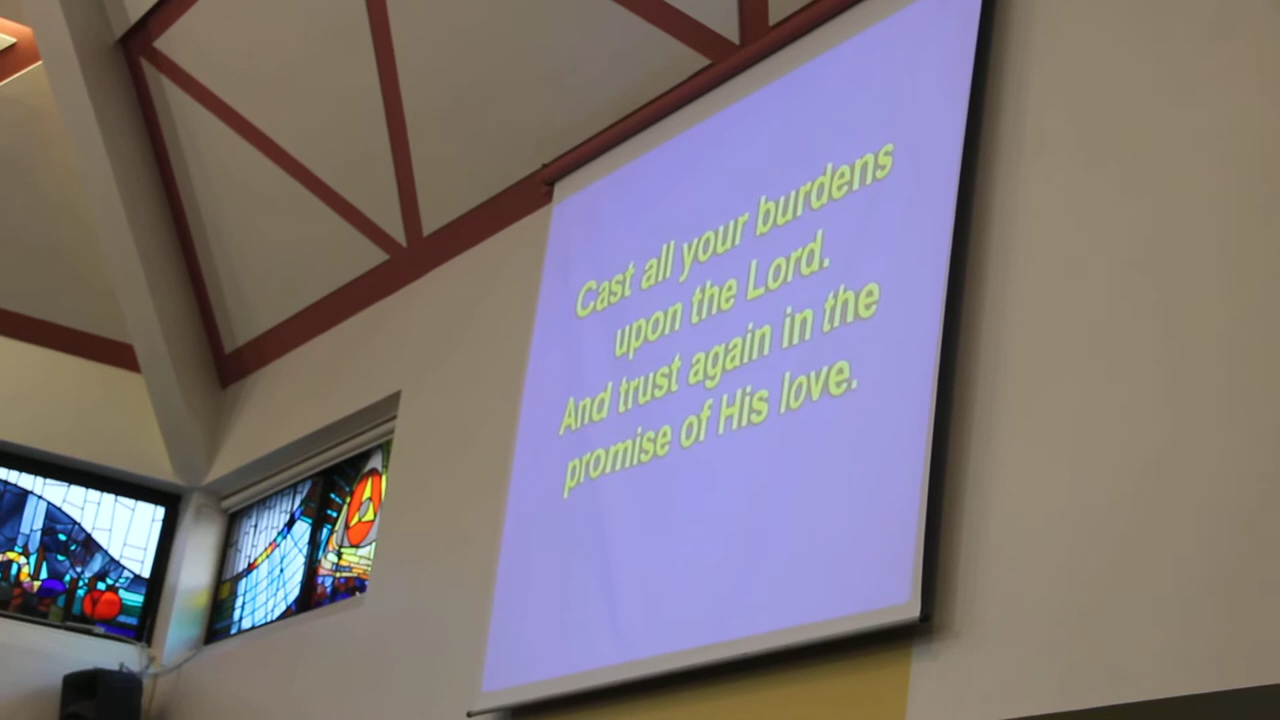 Cast all your burdens
upon the Lord.
And trust again in the
promise of His love.